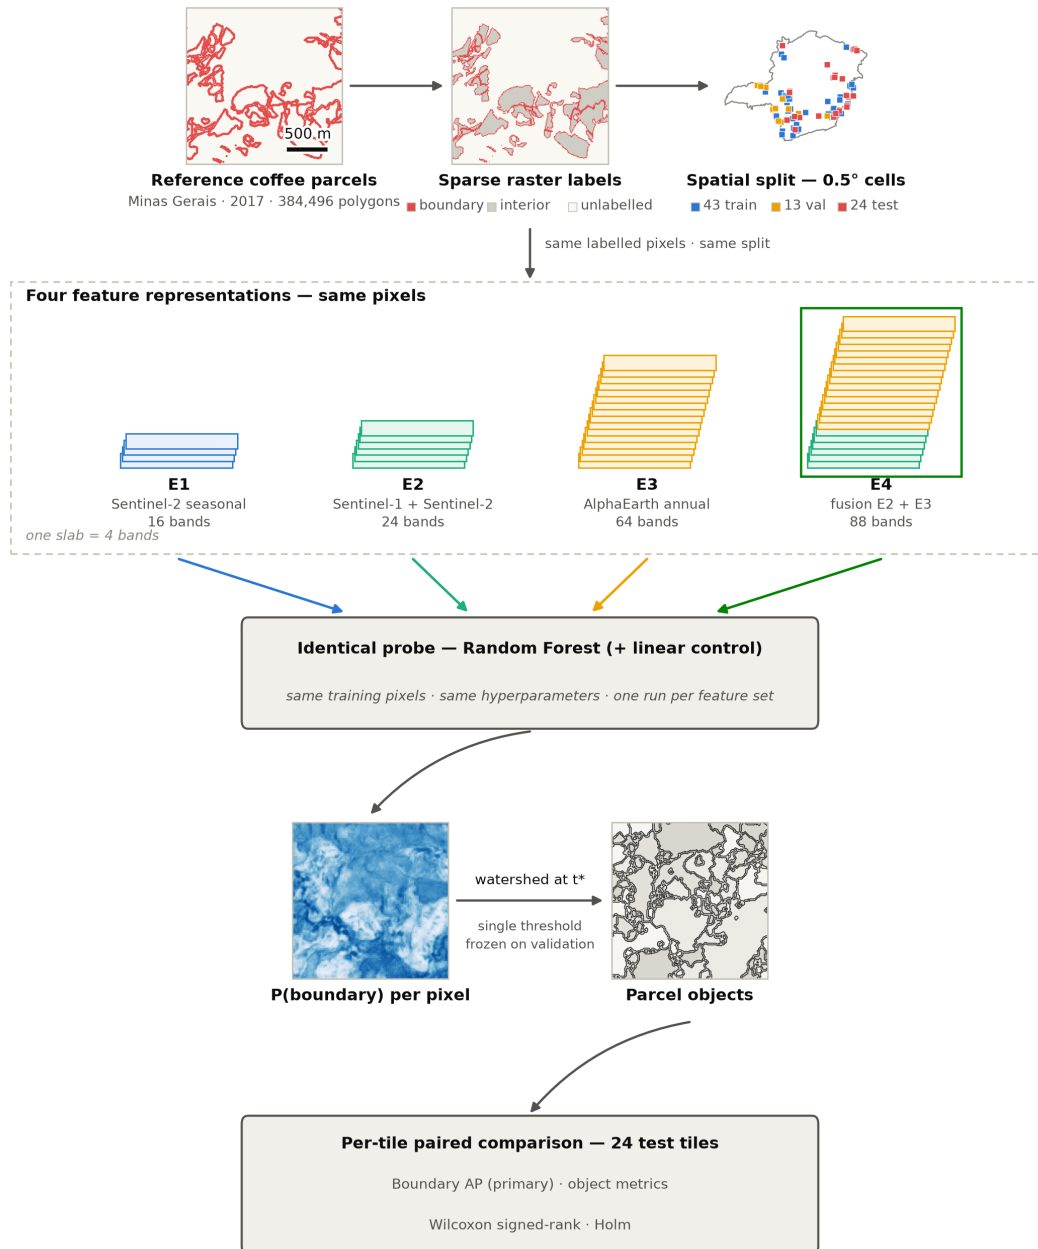 500 m
Reference coffee parcels
Minas Gerais · 2017 · 384,496 polygons
Sparse raster labels
boundary interior unlabelled
Spatial split — 0.5° cells
43 train 13 val 24 test
same labelled pixels · same split
Four feature representations — same pixels
E1
Sentinel-2 seasonal
16 bands
E2
Sentinel-1 + Sentinel-2
24 bands
E3
AlphaEarth annual
64 bands
E4
fusion E2 + E3
88 bands
one slab = 4 bands
Identical probe — Random Forest (+ linear control)
same training pixels · same hyperparameters · one run per feature set
watershed at t*
single threshold
frozen on validation
P(boundary) per pixel
Parcel objects
Per-tile paired comparison — 24 test tiles
Boundary AP (primary) · object metrics
Wilcoxon signed-rank · Holm